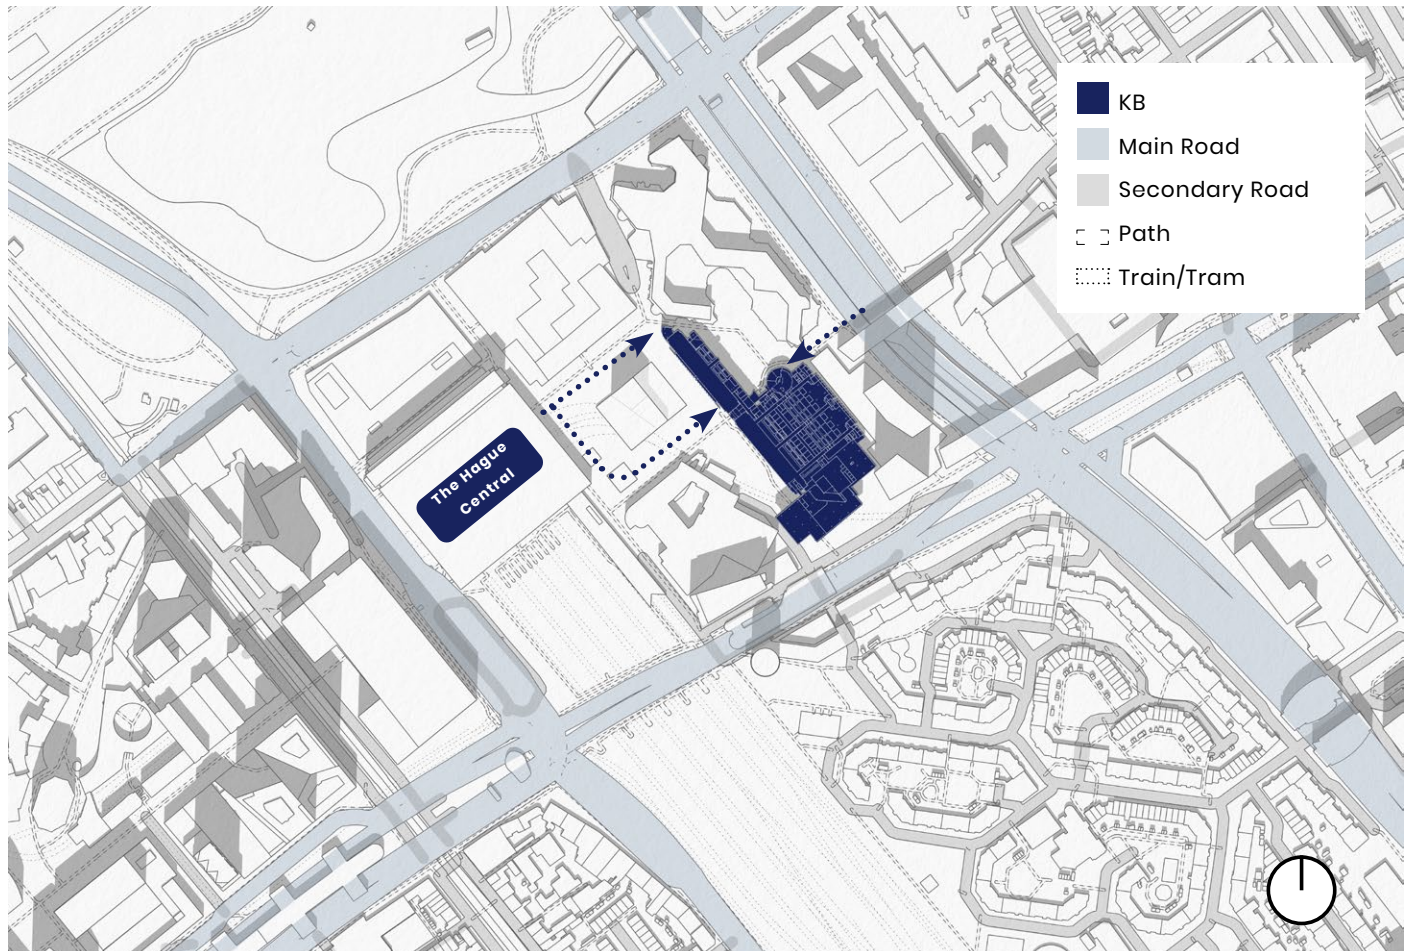 KB
Main Road
Secondary Road
Path
Train/Tram
The Hague
Central